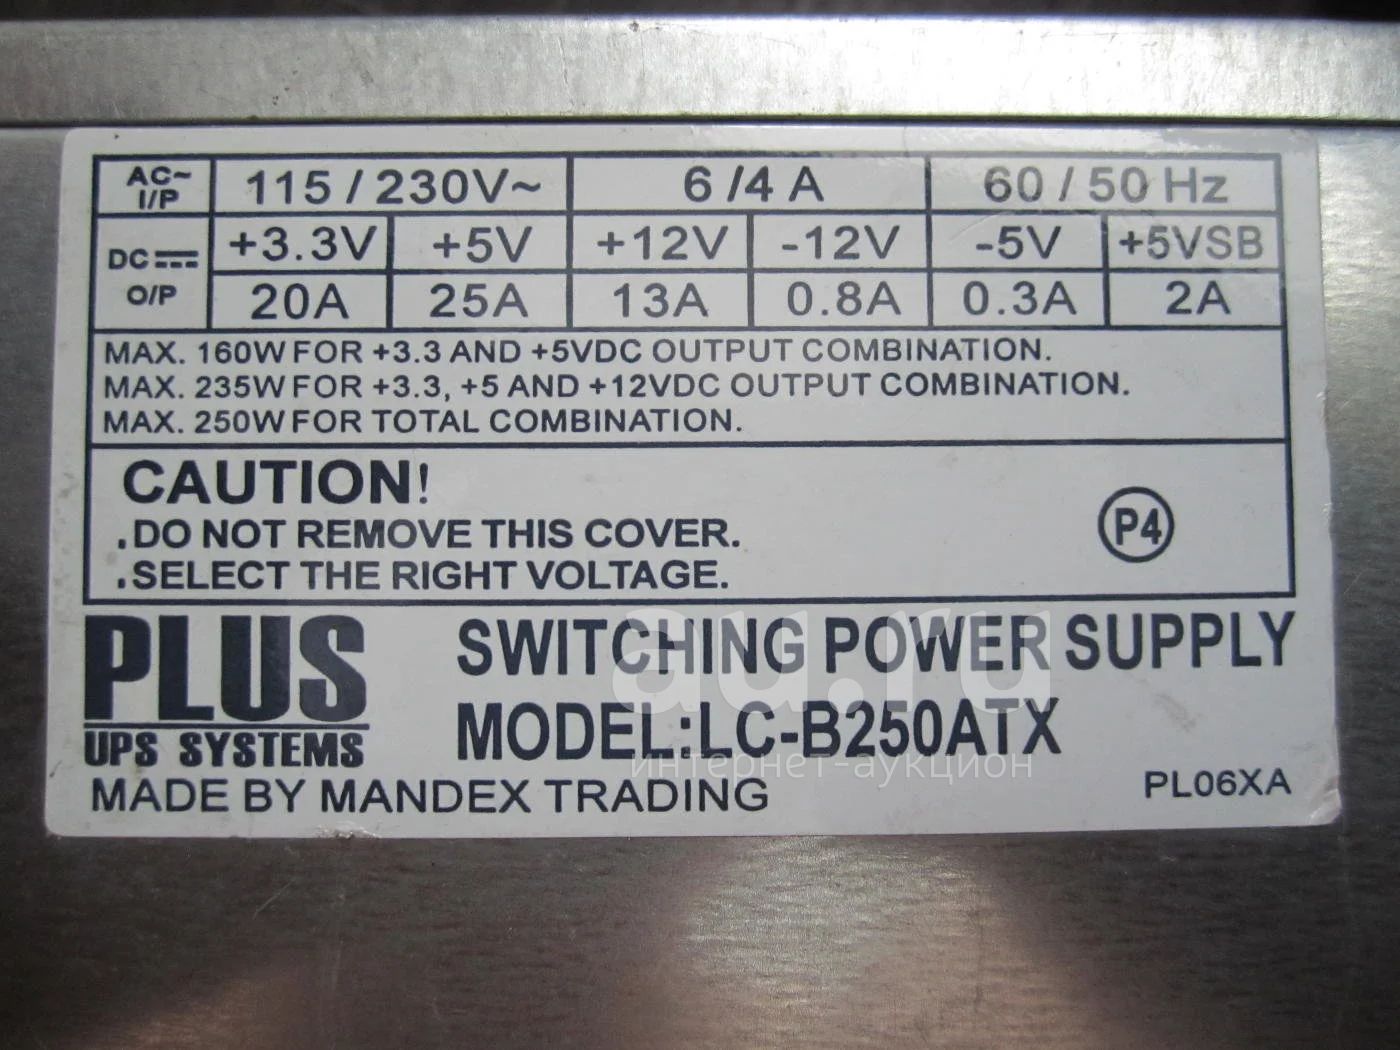 AC~ I/P 115 / 230V~ 6 /4 A 60 / 50 Hz
DC O/P +3.3V +5V +12V -12V -5V +5VSB
20A 25A 13A 0.8A 0.3A 2A
MAX. 160W FOR +3.3 AND +5VDC OUTPUT COMBINATION.
MAX. 235W FOR +3.3, +5 AND +12VDC OUTPUT COMBINATION.
MAX. 250W FOR TOTAL COMBINATION.
CAUTION!
.DO NOT REMOVE THIS COVER.
.SELECT THE RIGHT VOLTAGE.
P4
PLUS
UPS SYSTEMS
SWITCHING POWER SUPPLY
MODEL:LC-B250ATX
MADE BY MANDEX TRADING
PL06XA
au.ru
интернет-аукцион